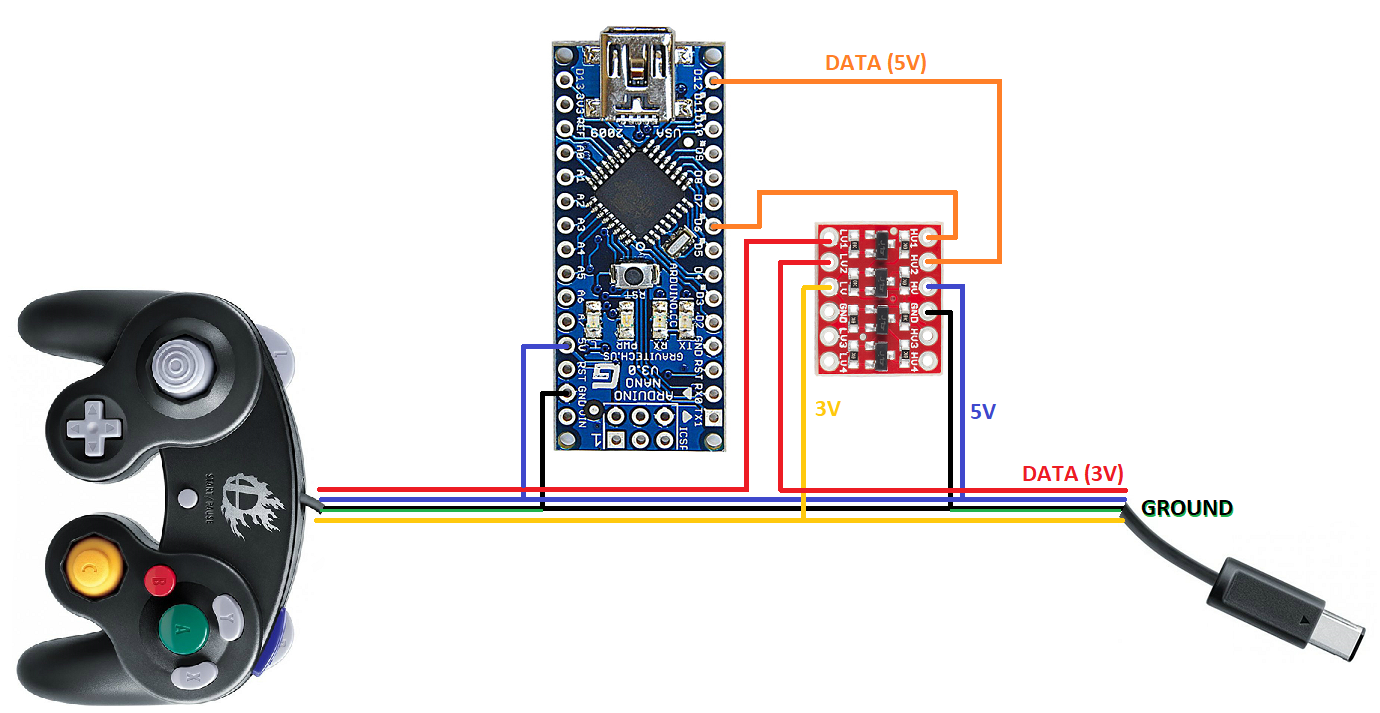 DATA (5V)
D13
3V3
REF
A0
A1
A2
A3
A4
A5
A6
A7
5V
RST
GND
VIN
D12
D11
D10
D9
D8
D7
D6
D5
D4
D3
D2
GND
RST
RX0
TX1
USA
2009
RST
ARDUINO.CC
L
PWR
RX
TX
GRAVITECH.US
G
ARDUINO
NANO
V3.0
1
ICSP
LV1
LV2
LV
GND
LV3
LV4
HV1
HV2
HV
GND
HV3
HV4
3V
5V
DATA (3V)
GROUND
START/PAUSE
L
C
B
A
Y
X